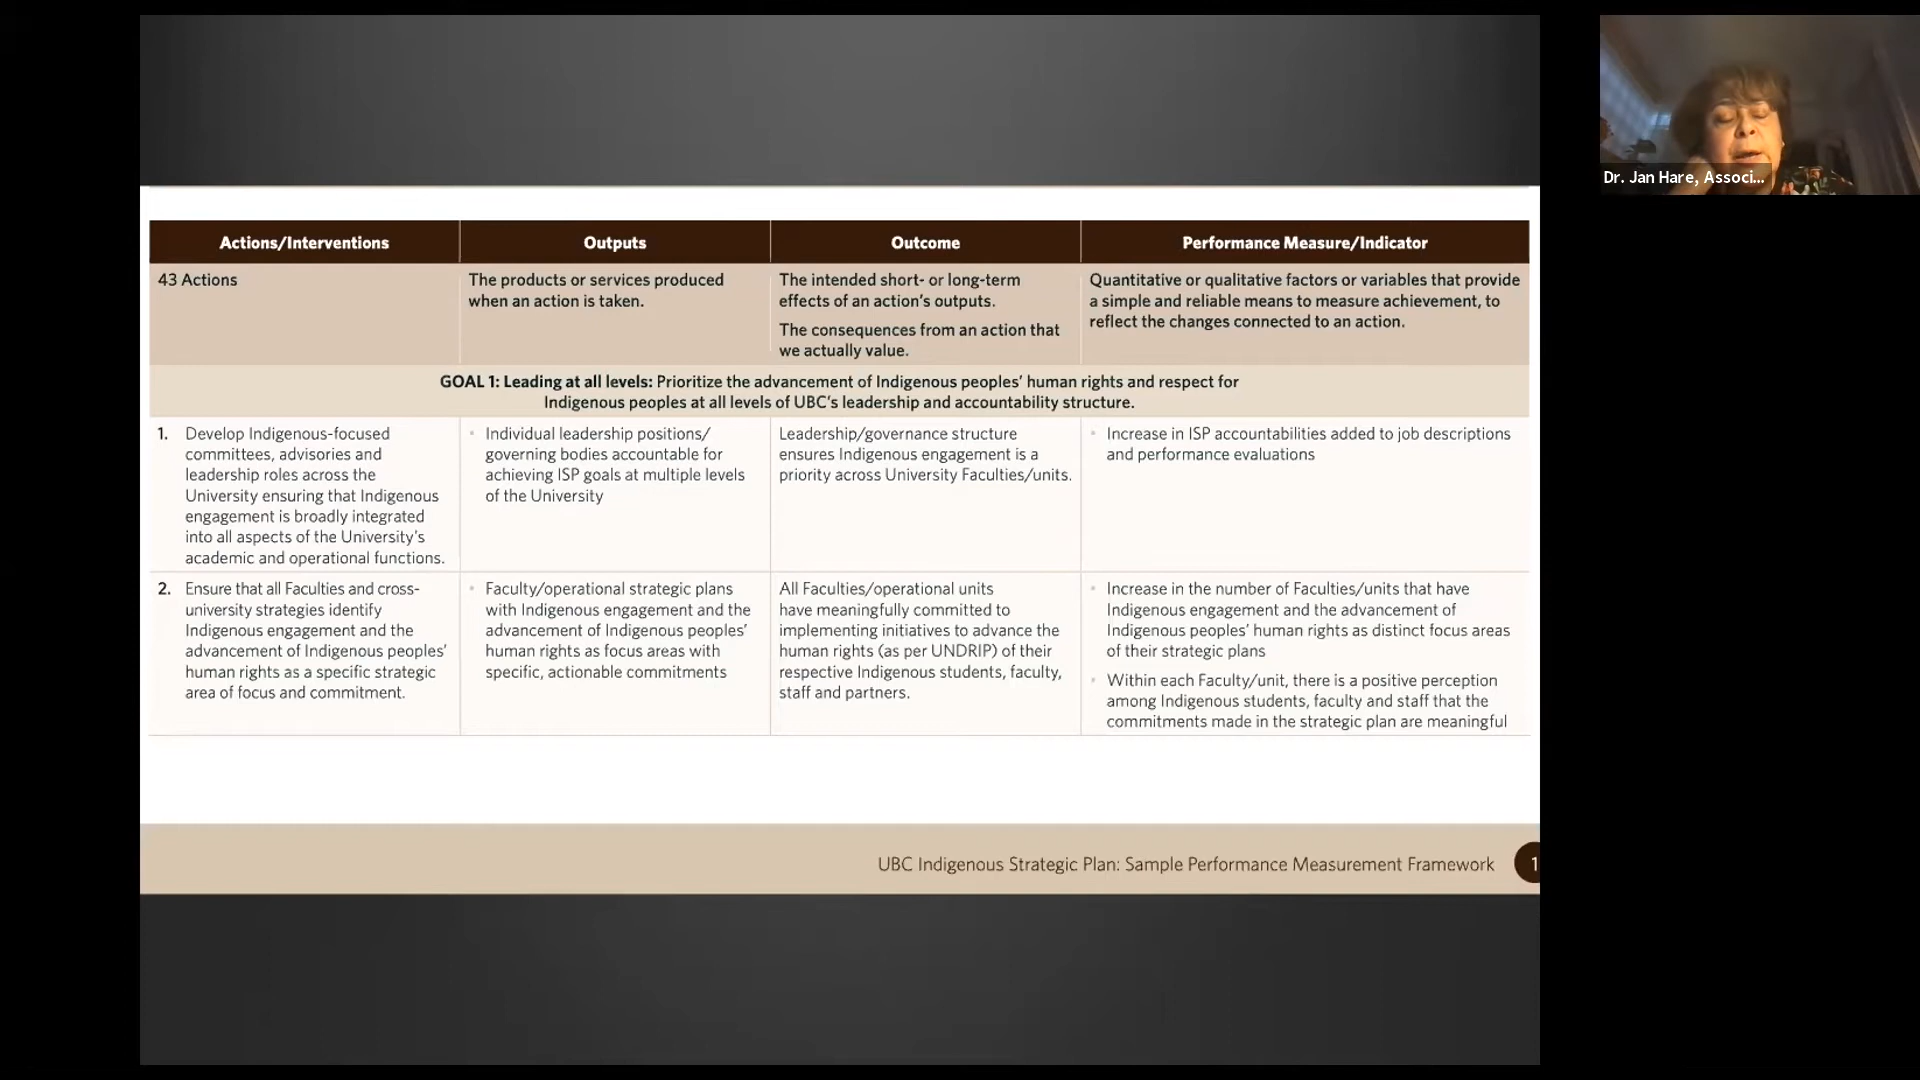 Actions/Interventions
Outputs
Outcome
Performance Measure/Indicator
43 Actions
The products or services produced
when an action is taken.
The intended short- or long-term
effects of an action's outputs.
The consequences from an action that
we actually value.
Quantitative or qualitative factors or variables that provide
a simple and reliable means to measure achievement, to
reflect the changes connected to an action.
GOAL 1: Leading at all levels: Prioritize the advancement of Indigenous peoples' human rights and respect for
Indigenous peoples at all levels of UBC's leadership and accountability structure.
1. Develop Indigenous-focused
committees, advisories and
leadership roles across the
University ensuring that Indigenous
engagement is broadly integrated
into all aspects of the University's
academic and operational functions.
• Individual leadership positions/
governing bodies accountable for
achieving ISP goals at multiple levels
of the University
Leadership/governance structure
ensures Indigenous engagement is a
priority across University Faculties/units.
• Increase in ISP accountabilities added to job descriptions
and performance evaluations
2. Ensure that all Faculties and cross-
university strategies identify
Indigenous engagement and the
advancement of Indigenous peoples'
human rights as a specific strategic
area of focus and commitment.
• Faculty/operational strategic plans
with Indigenous engagement and the
advancement of Indigenous peoples'
human rights as focus areas with
specific, actionable commitments
All Faculties/operational units
have meaningfully committed to
implementing initiatives to advance the
human rights (as per UNDRIP) of their
respective Indigenous students, faculty,
staff and partners.
• Increase in the number of Faculties/units that have
Indigenous engagement and the advancement of
Indigenous peoples' human rights as distinct focus areas
of their strategic plans
• Within each Faculty/unit, there is a positive perception
among Indigenous students, faculty and staff that the
commitments made in the strategic plan are meaningful
UBC Indigenous Strategic Plan: Sample Performance Measurement Framework
1
Dr. Jan Hare, Associ...